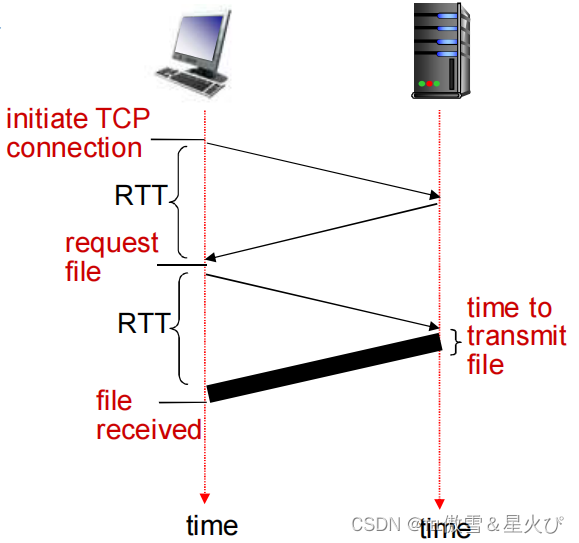 initiate TCP
connection
RTT
request
file
RTT
time to
transmit
file
file
received
time
time
CSDN @π傲雪&星火ぴ